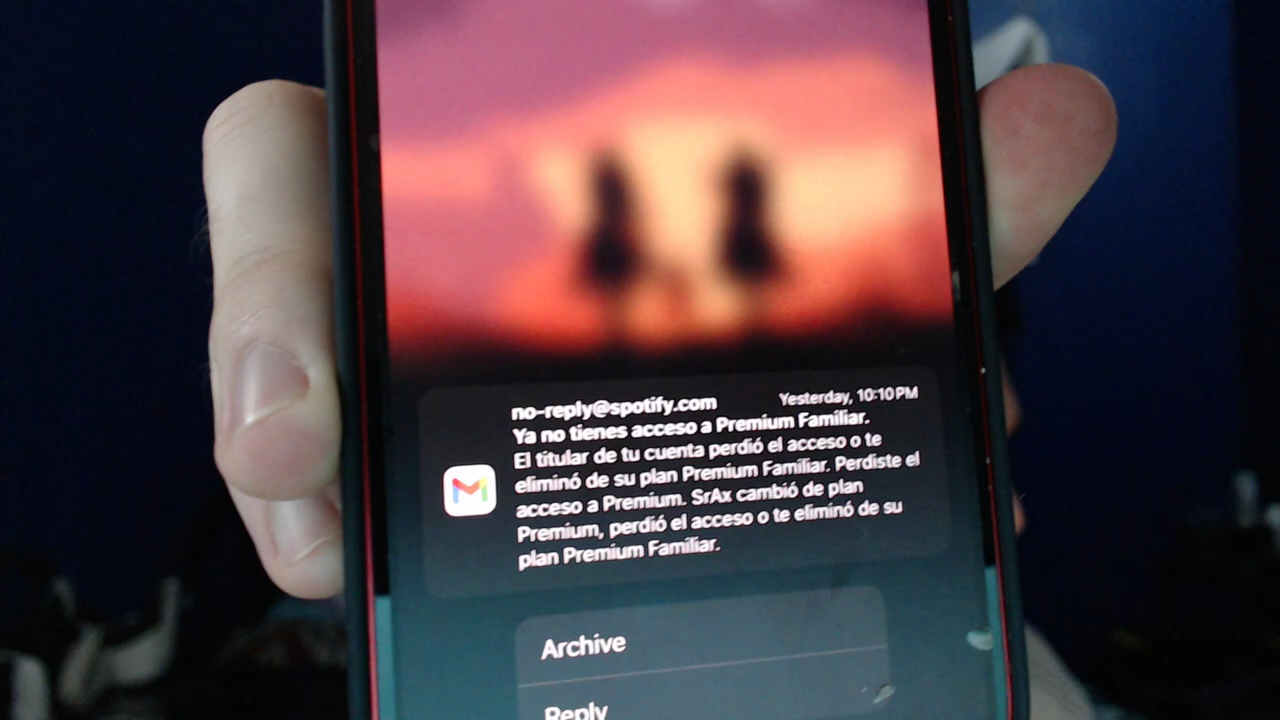 no-reply@spotify.com
Yesterday, 10:10 PM
Ya no tienes acceso a Premium Familiar.
El titular de tu cuenta perdió el acceso o te
eliminó de su plan Premium Familiar. Perdiste el
acceso a Premium. SrAx cambió de plan
Premium, perdió el acceso o te eliminó de su
plan Premium Familiar.
Archive
Reply